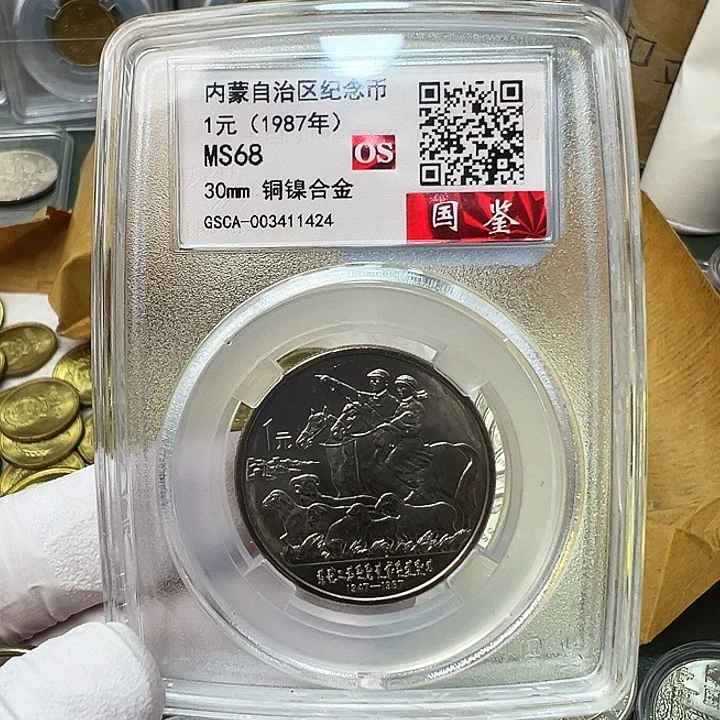 内蒙自治区纪念币
1元（1987年）
MS68
OS
30mm 铜镍合金
GSCA-003411424
国鉴
1元
1947—1987